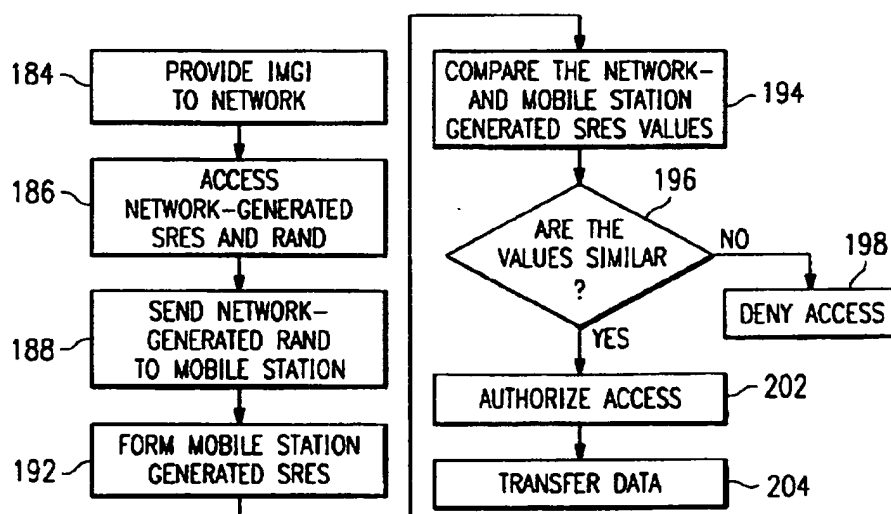 184
PROVIDE IMGI
TO NETWORK
186
ACCESS
NETWORK-GENERATED
SRES AND RAND
188
SEND NETWORK-
GENERATED RAND
TO MOBILE STATION
192
FORM MOBILE STATION
GENERATED SRES
COMPARE THE NETWORK-
AND MOBILE STATION
GENERATED SRES VALUES
194
196
ARE THE
VALUES SIMILAR
?
NO
198
DENY ACCESS
YES
AUTHORIZE ACCESS
202
TRANSFER DATA
204